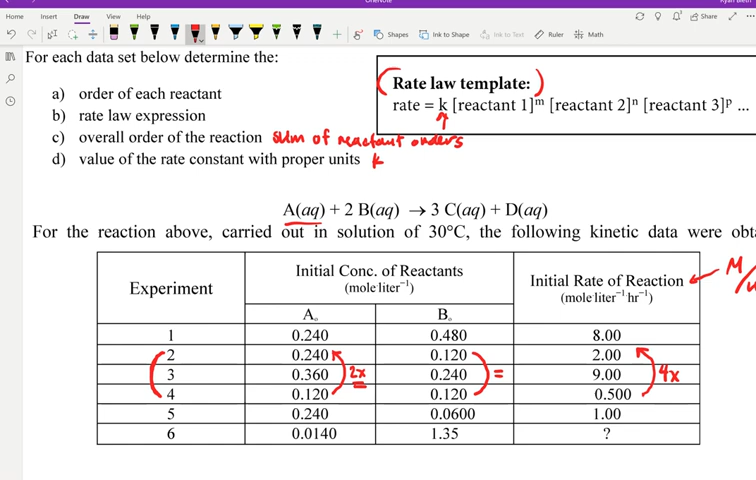 OneNote
Ryan Beth
Home Insert Draw View Share
Shapes Ink to Shape Ink to Text Ruler Math
For each data set below determine the:
Rate law template:
a) order of each reactant
rate = k [reactant 1]ᵐ [reactant 2]ⁿ [reactant 3]ᵖ ...
b) rate law expression
c) overall order of the reaction sum of reactant orders
d) value of the rate constant with proper units k
A(aq) + 2 B(aq) → 3 C(aq) + D(aq)
For the reaction above, carried out in solution of 30°C, the following kinetic data were obta
Experiment
Initial Conc. of Reactants
(mole liter⁻¹)
Initial Rate of Reaction
(mole liter⁻¹ hr⁻¹)
M/
A₀ B₀
1 0.240 0.480 8.00
2 0.240 0.120 2.00
3 0.360 2x 0.240 = 9.00 4x
4 0.120 0.120 0.500
5 0.240 0.0600 1.00
6 0.0140 1.35 ?